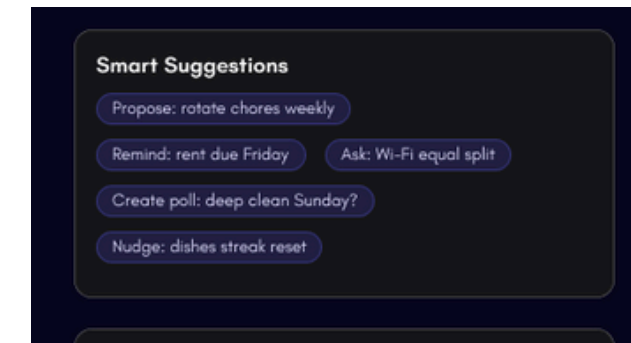 Smart Suggestions
Propose: rotate chores weekly
Remind: rent due Friday
Ask: Wi-Fi equal split
Create poll: deep clean Sunday?
Nudge: dishes streak reset